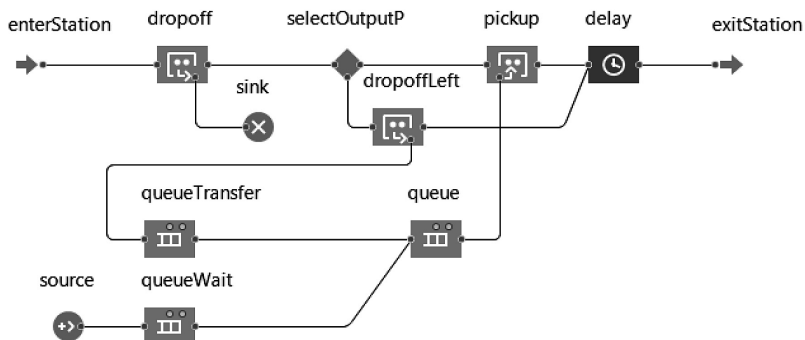 enterStation
dropoff
selectOutputP
pickup
delay
exitStation
sink
dropoffLeft
queueTransfer
queue
source
queueWait